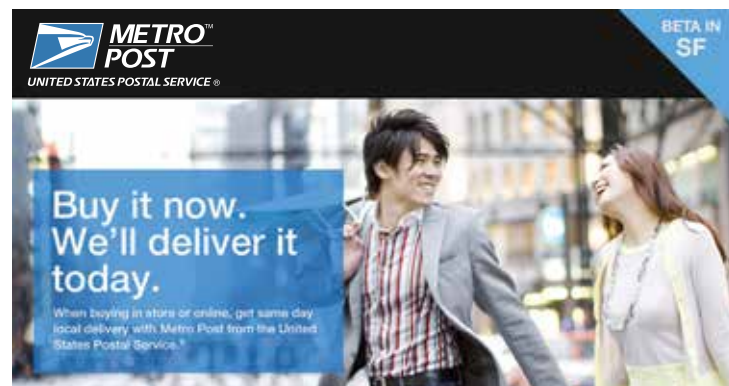 METRO™
POST
UNITED STATES POSTAL SERVICE ®
BETA IN
SF
Buy it now.
We'll deliver it
today.
When buying in store or online, get same day
local delivery with Metro Post from the United
States Postal Service.®